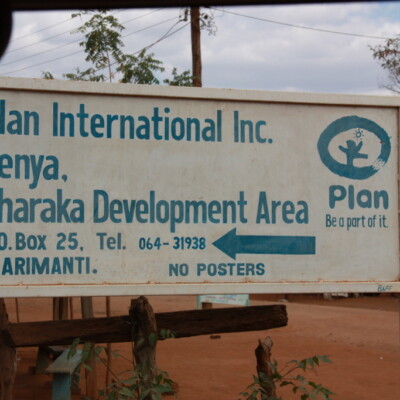 lan International Inc.
enya,
haraka Development Area
O. Box 25, Tel. 064-31938
ARIMANTI.
NO POSTERS
Plan
Be a part of it.